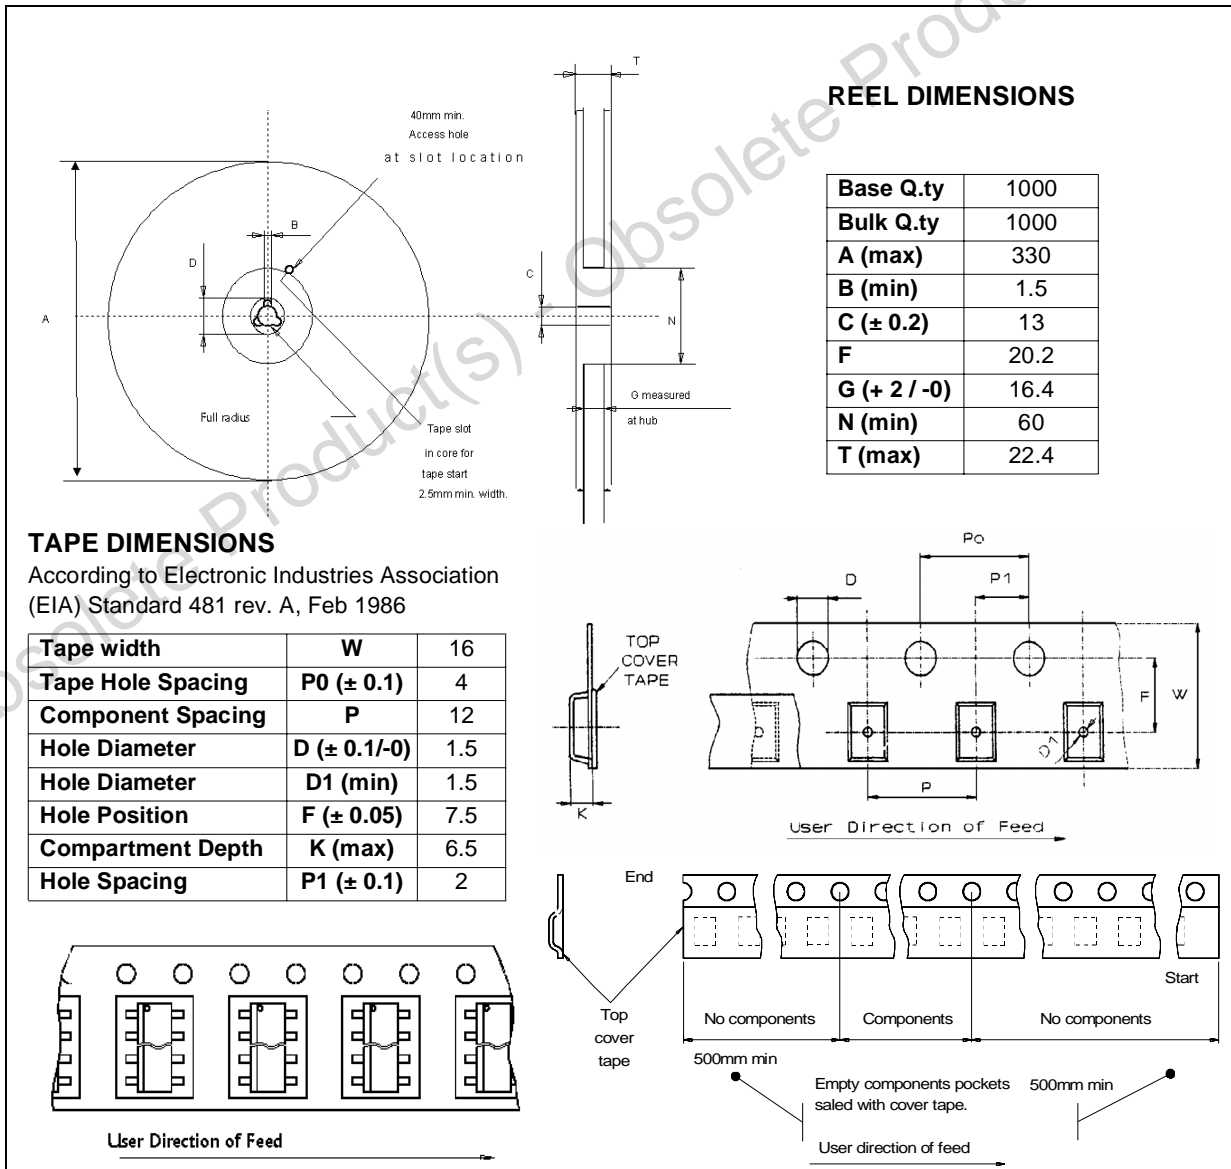 Obsolete Product(s) - Obsolete Product(s)
REEL DIMENSIONS
T
40mm min.
Access hole
at slot location
B
D
A
C
N
G measured
at hub
Full radius
Tape slot
in core for
tape start
2.5mm min. width.
Base Q.ty 1000
Bulk Q.ty 1000
A (max) 330
B (min) 1.5
C (± 0.2) 13
F 20.2
G (+ 2 / -0) 16.4
N (min) 60
T (max) 22.4
TAPE DIMENSIONS
According to Electronic Industries Association
(EIA) Standard 481 rev. A, Feb 1986
Tape width W 16
Tape Hole Spacing P0 (± 0.1) 4
Component Spacing P 12
Hole Diameter D (± 0.1/-0) 1.5
Hole Diameter D1 (min) 1.5
Hole Position F (± 0.05) 7.5
Compartment Depth K (max) 6.5
Hole Spacing P1 (± 0.1) 2
Po
D
P1
TOP
COVER
TAPE
F
W
D1
K
P
User Direction of Feed
End
Start
Top
cover
tape
No components
Components
No components
500mm min
500mm min
Empty components pockets
saled with cover tape.
User direction of feed
User Direction of Feed